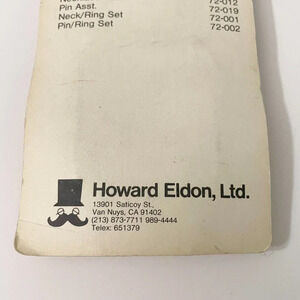 72-012
Pin Asst. 72-019
Neck/Ring Set 72-001
Pin/Ring Set 72-002
Howard Eldon, Ltd.
13901 Saticoy St.,
Van Nuys, CA 91402
(213) 873-7711 989-4444
Telex: 651379